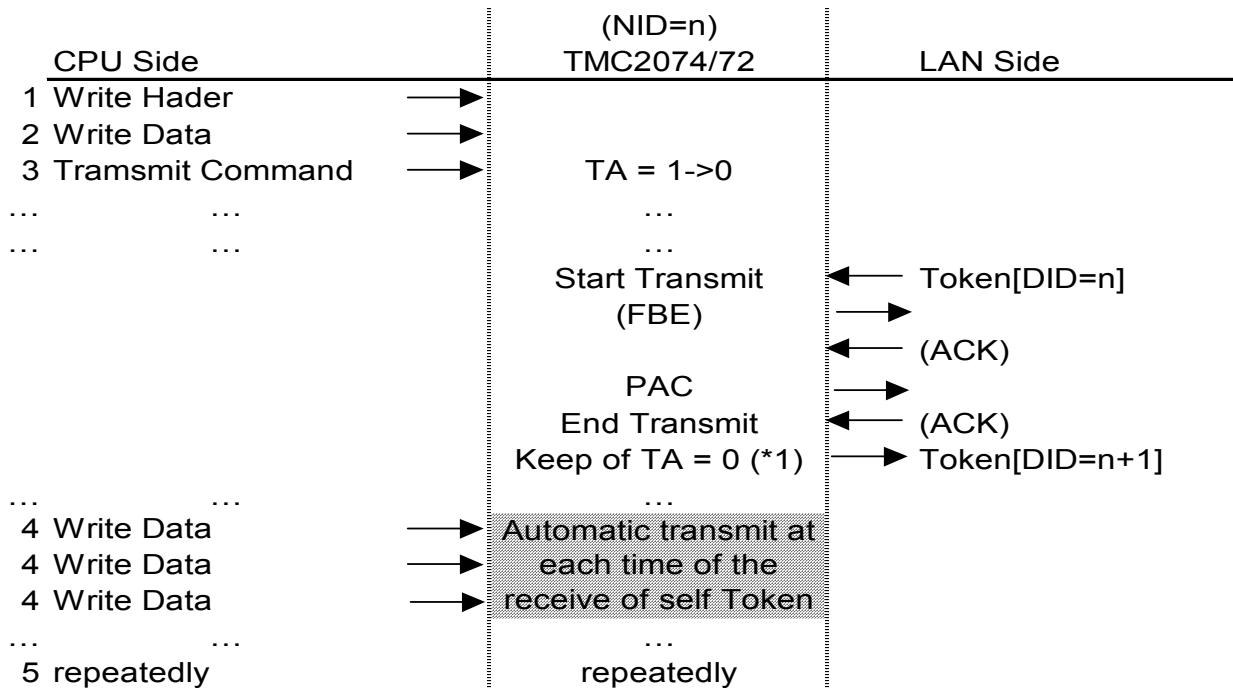 (NID=n)
CPU Side TMC2074/72 LAN Side
1 Write Hader
2 Write Data
3 Tramsmit Command TA = 1->0
... ... ...
... ... ...
Start Transmit Token[DID=n]
(FBE)
(ACK)
PAC
End Transmit (ACK)
Keep of TA = 0 (*1) Token[DID=n+1]
... ... ...
4 Write Data Automatic transmit at
4 Write Data each time of the
4 Write Data receive of self Token
... ... ...
5 repeatedly repeatedly